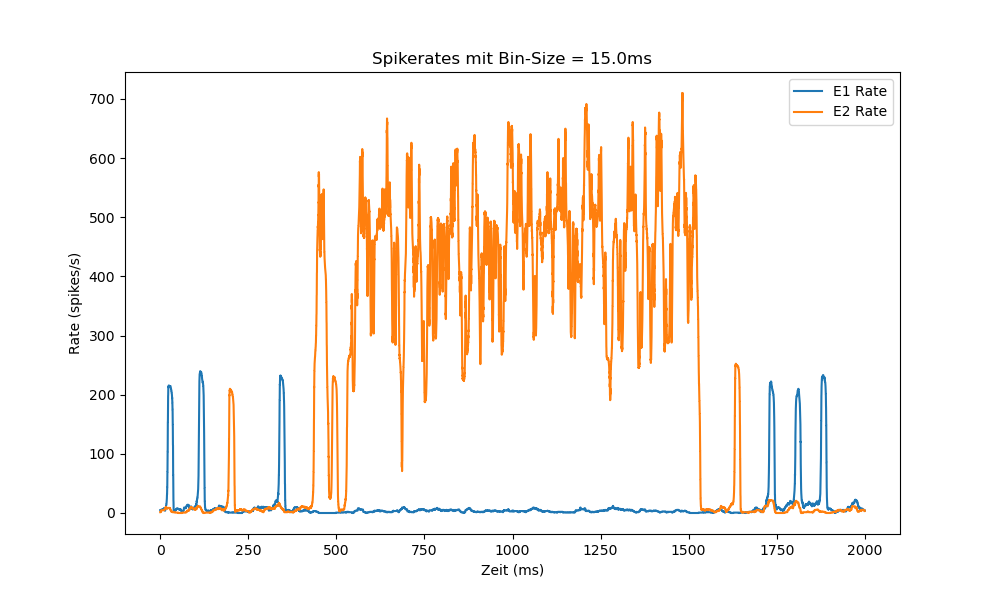 Spikerates mit Bin-Size = 15.0ms
E1 Rate
E2 Rate
700
600
500
400
300
200
100
0
Rate (spikes/s)
0 250 500 750 1000 1250 1500 1750 2000
Zeit (ms)